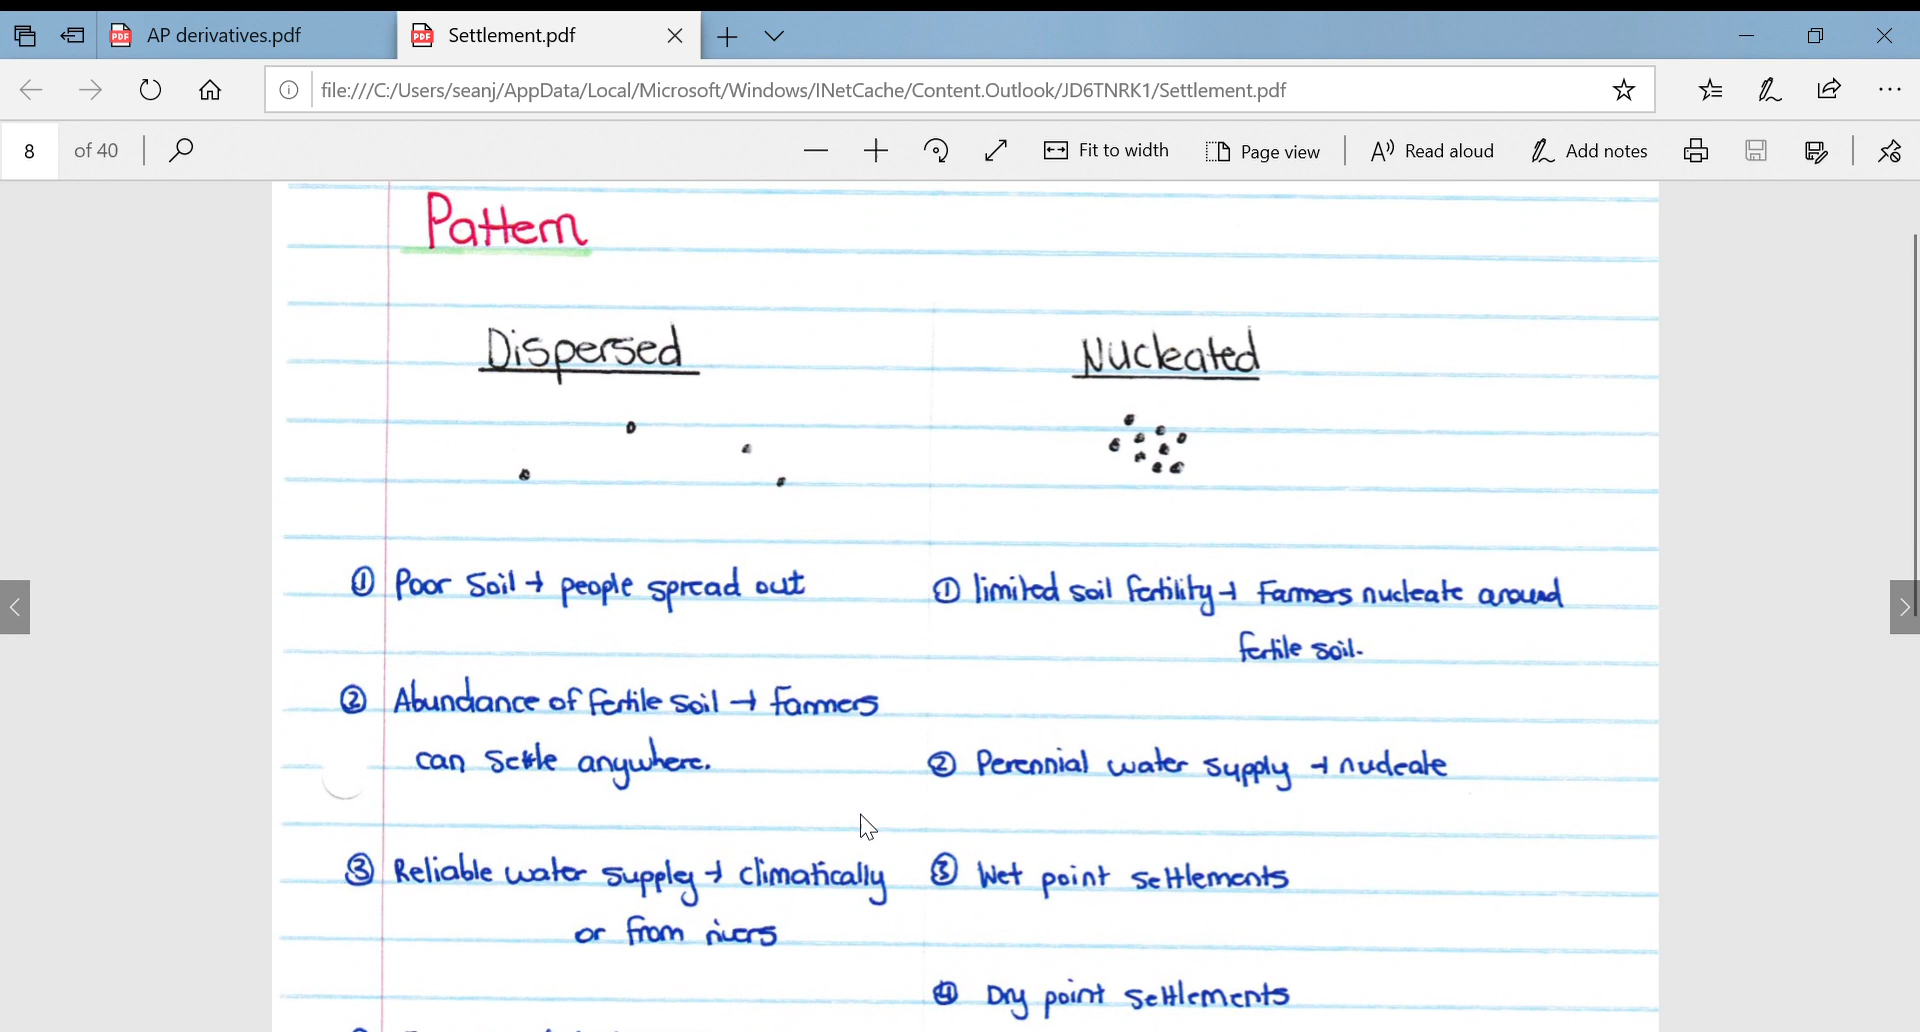 AP derivatives.pdf
Settlement.pdf
file:///C:/Users/seanj/AppData/Local/Microsoft/Windows/INetCache/Content.Outlook/JD6TNRK1/Settlement.pdf
8 of 40
Fit to width
Page view
Read aloud
Add notes
Pattern
Dispersed
Nucleated
① Poor Soil → people spread out
② Abundance of fertile soil → Farmers
can settle anywhere.
③ Reliable water supply → climatically
or from rivers
① limited soil fertility → Farmers nucleate around
fertile soil.
② Perennial water supply → nucleate
③ Wet point settlements
④ Dry point settlements